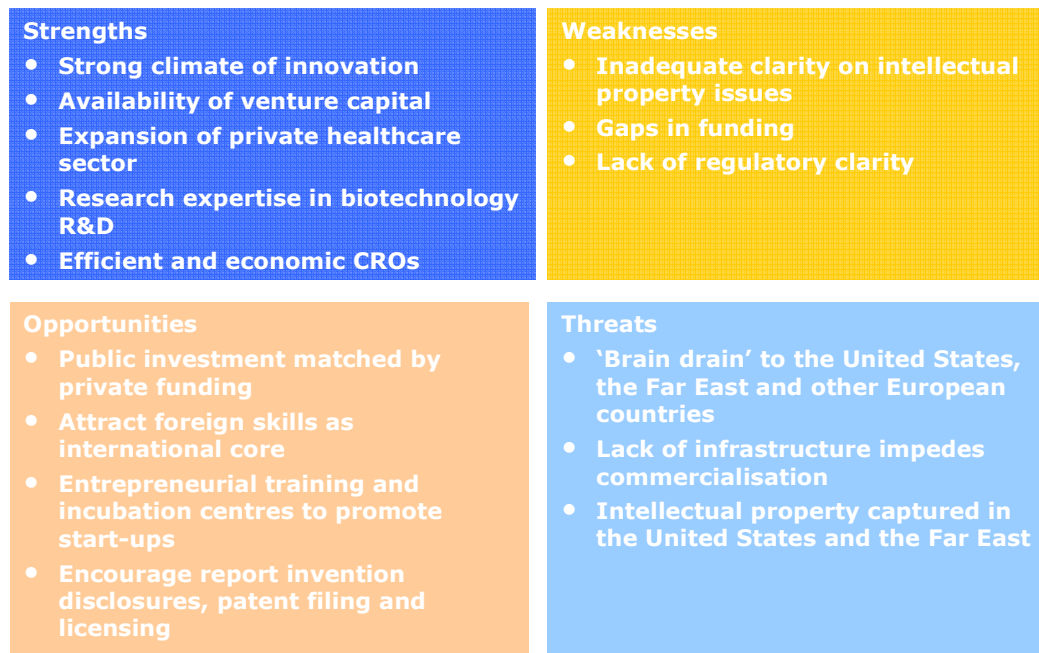 Strengths
• Strong climate of innovation
• Availability of venture capital
• Expansion of private healthcare
sector
• Research expertise in biotechnology
R&D
• Efficient and economic CROs
Weaknesses
• Inadequate clarity on intellectual
property issues
• Gaps in funding
• Lack of regulatory clarity
Opportunities
• Public investment matched by
private funding
• Attract foreign skills as
international core
• Entrepreneurial training and
incubation centres to promote
start-ups
• Encourage report invention
disclosures, patent filing and
licensing
Threats
• ‘Brain drain’ to the United States,
the Far East and other European
countries
• Lack of infrastructure impedes
commercialisation
• Intellectual property captured in
the United States and the Far East